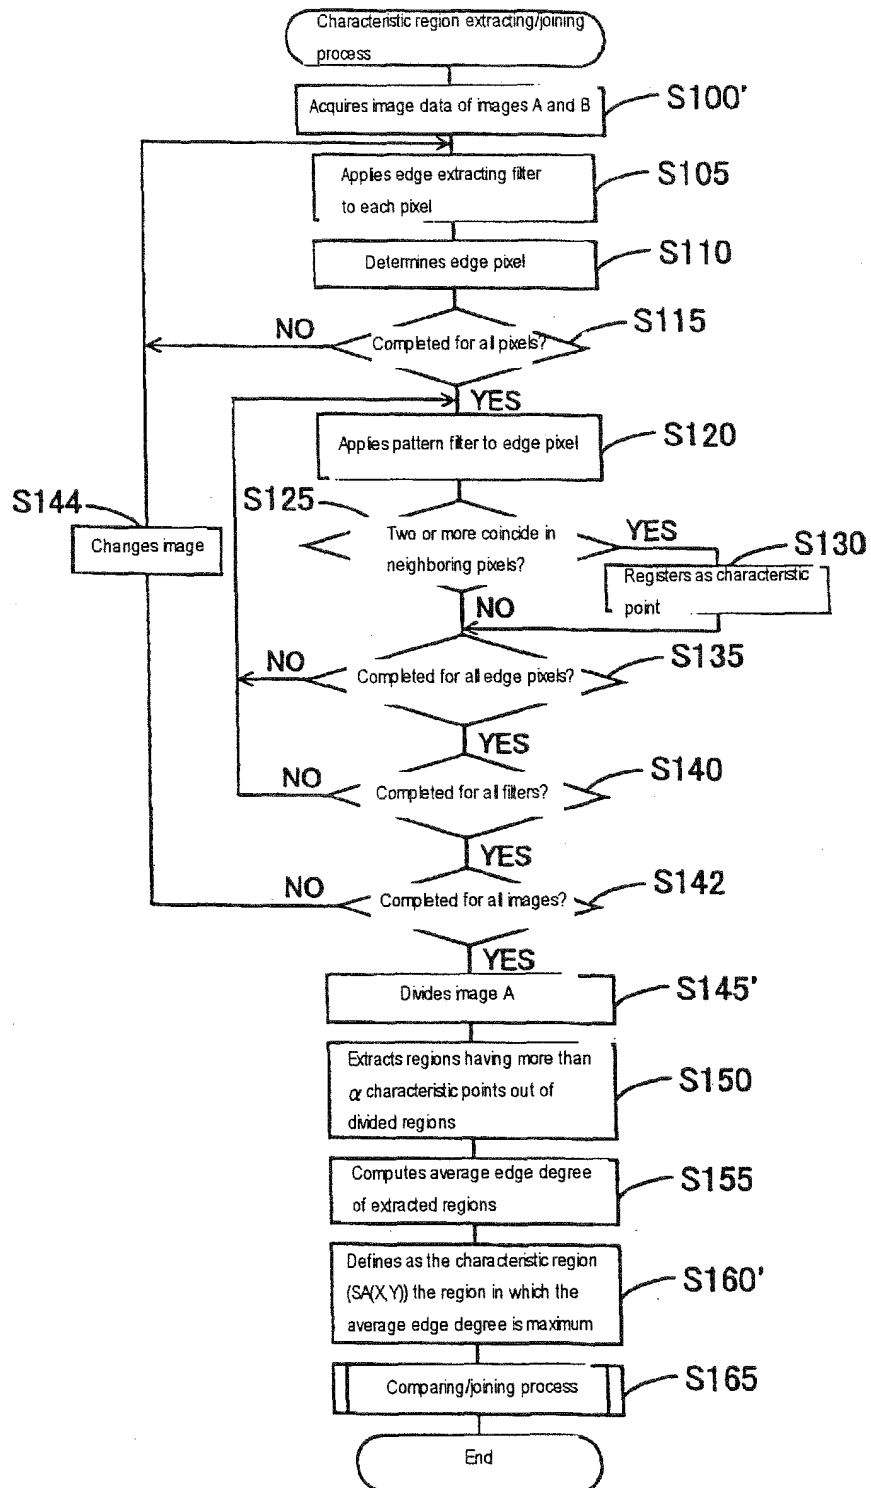 Characteristic region extracting/joining
process
Acquires image data of images A and B
S100'
Applies edge extracting filter
to each pixel
S105
Determines edge pixel
S110
Completed for all pixels?
S115
NO
YES
Applies pattern filter to edge pixel
S120
S125
Two or more coincide in
neighboring pixels?
YES
S130
Registers as characteristic
point
NO
S144
Changes image
Completed for all edge pixels?
S135
NO
YES
Completed for all filters?
S140
NO
YES
Completed for all images?
S142
NO
YES
Divides image A
S145'
Extracts regions having more than
α characteristic points out of
divided regions
S150
Computes average edge degree
of extracted regions
S155
Defines as the characteristic region
(SA(X,Y)) the region in which the
average edge degree is maximum
S160'
Comparing/joining process
S165
End